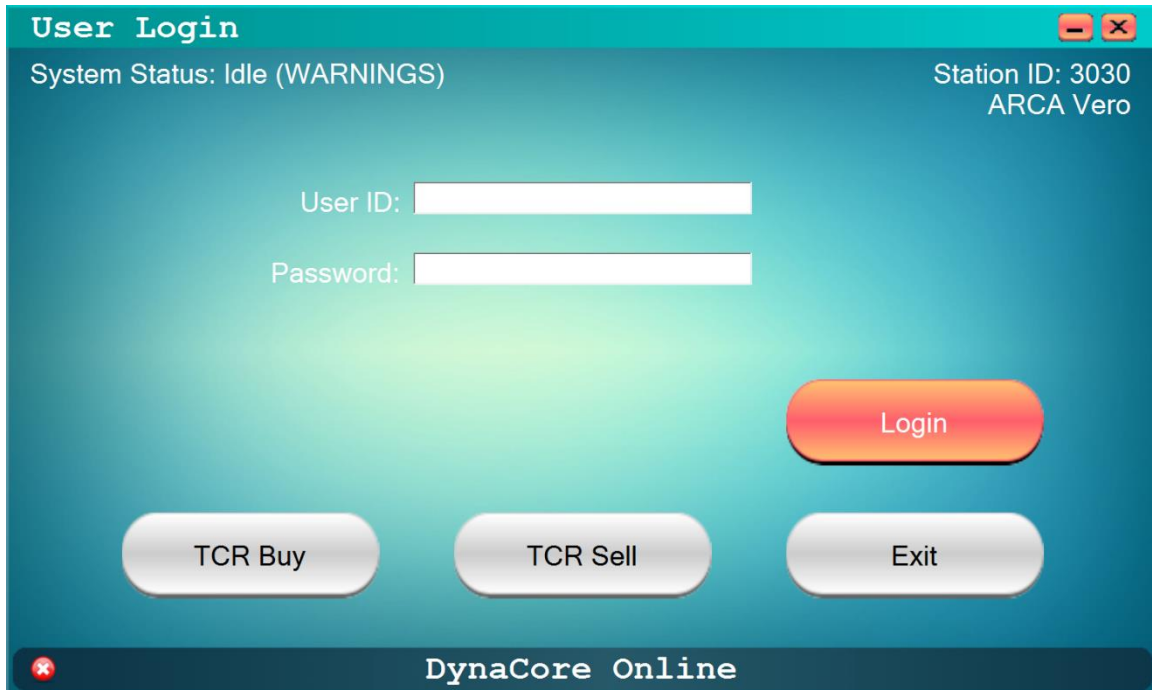 User Login
System Status: Idle (WARNINGS)
Station ID: 3030
ARCA Vero
User ID:
Password:
Login
TCR Buy
TCR Sell
Exit
DynaCore Online